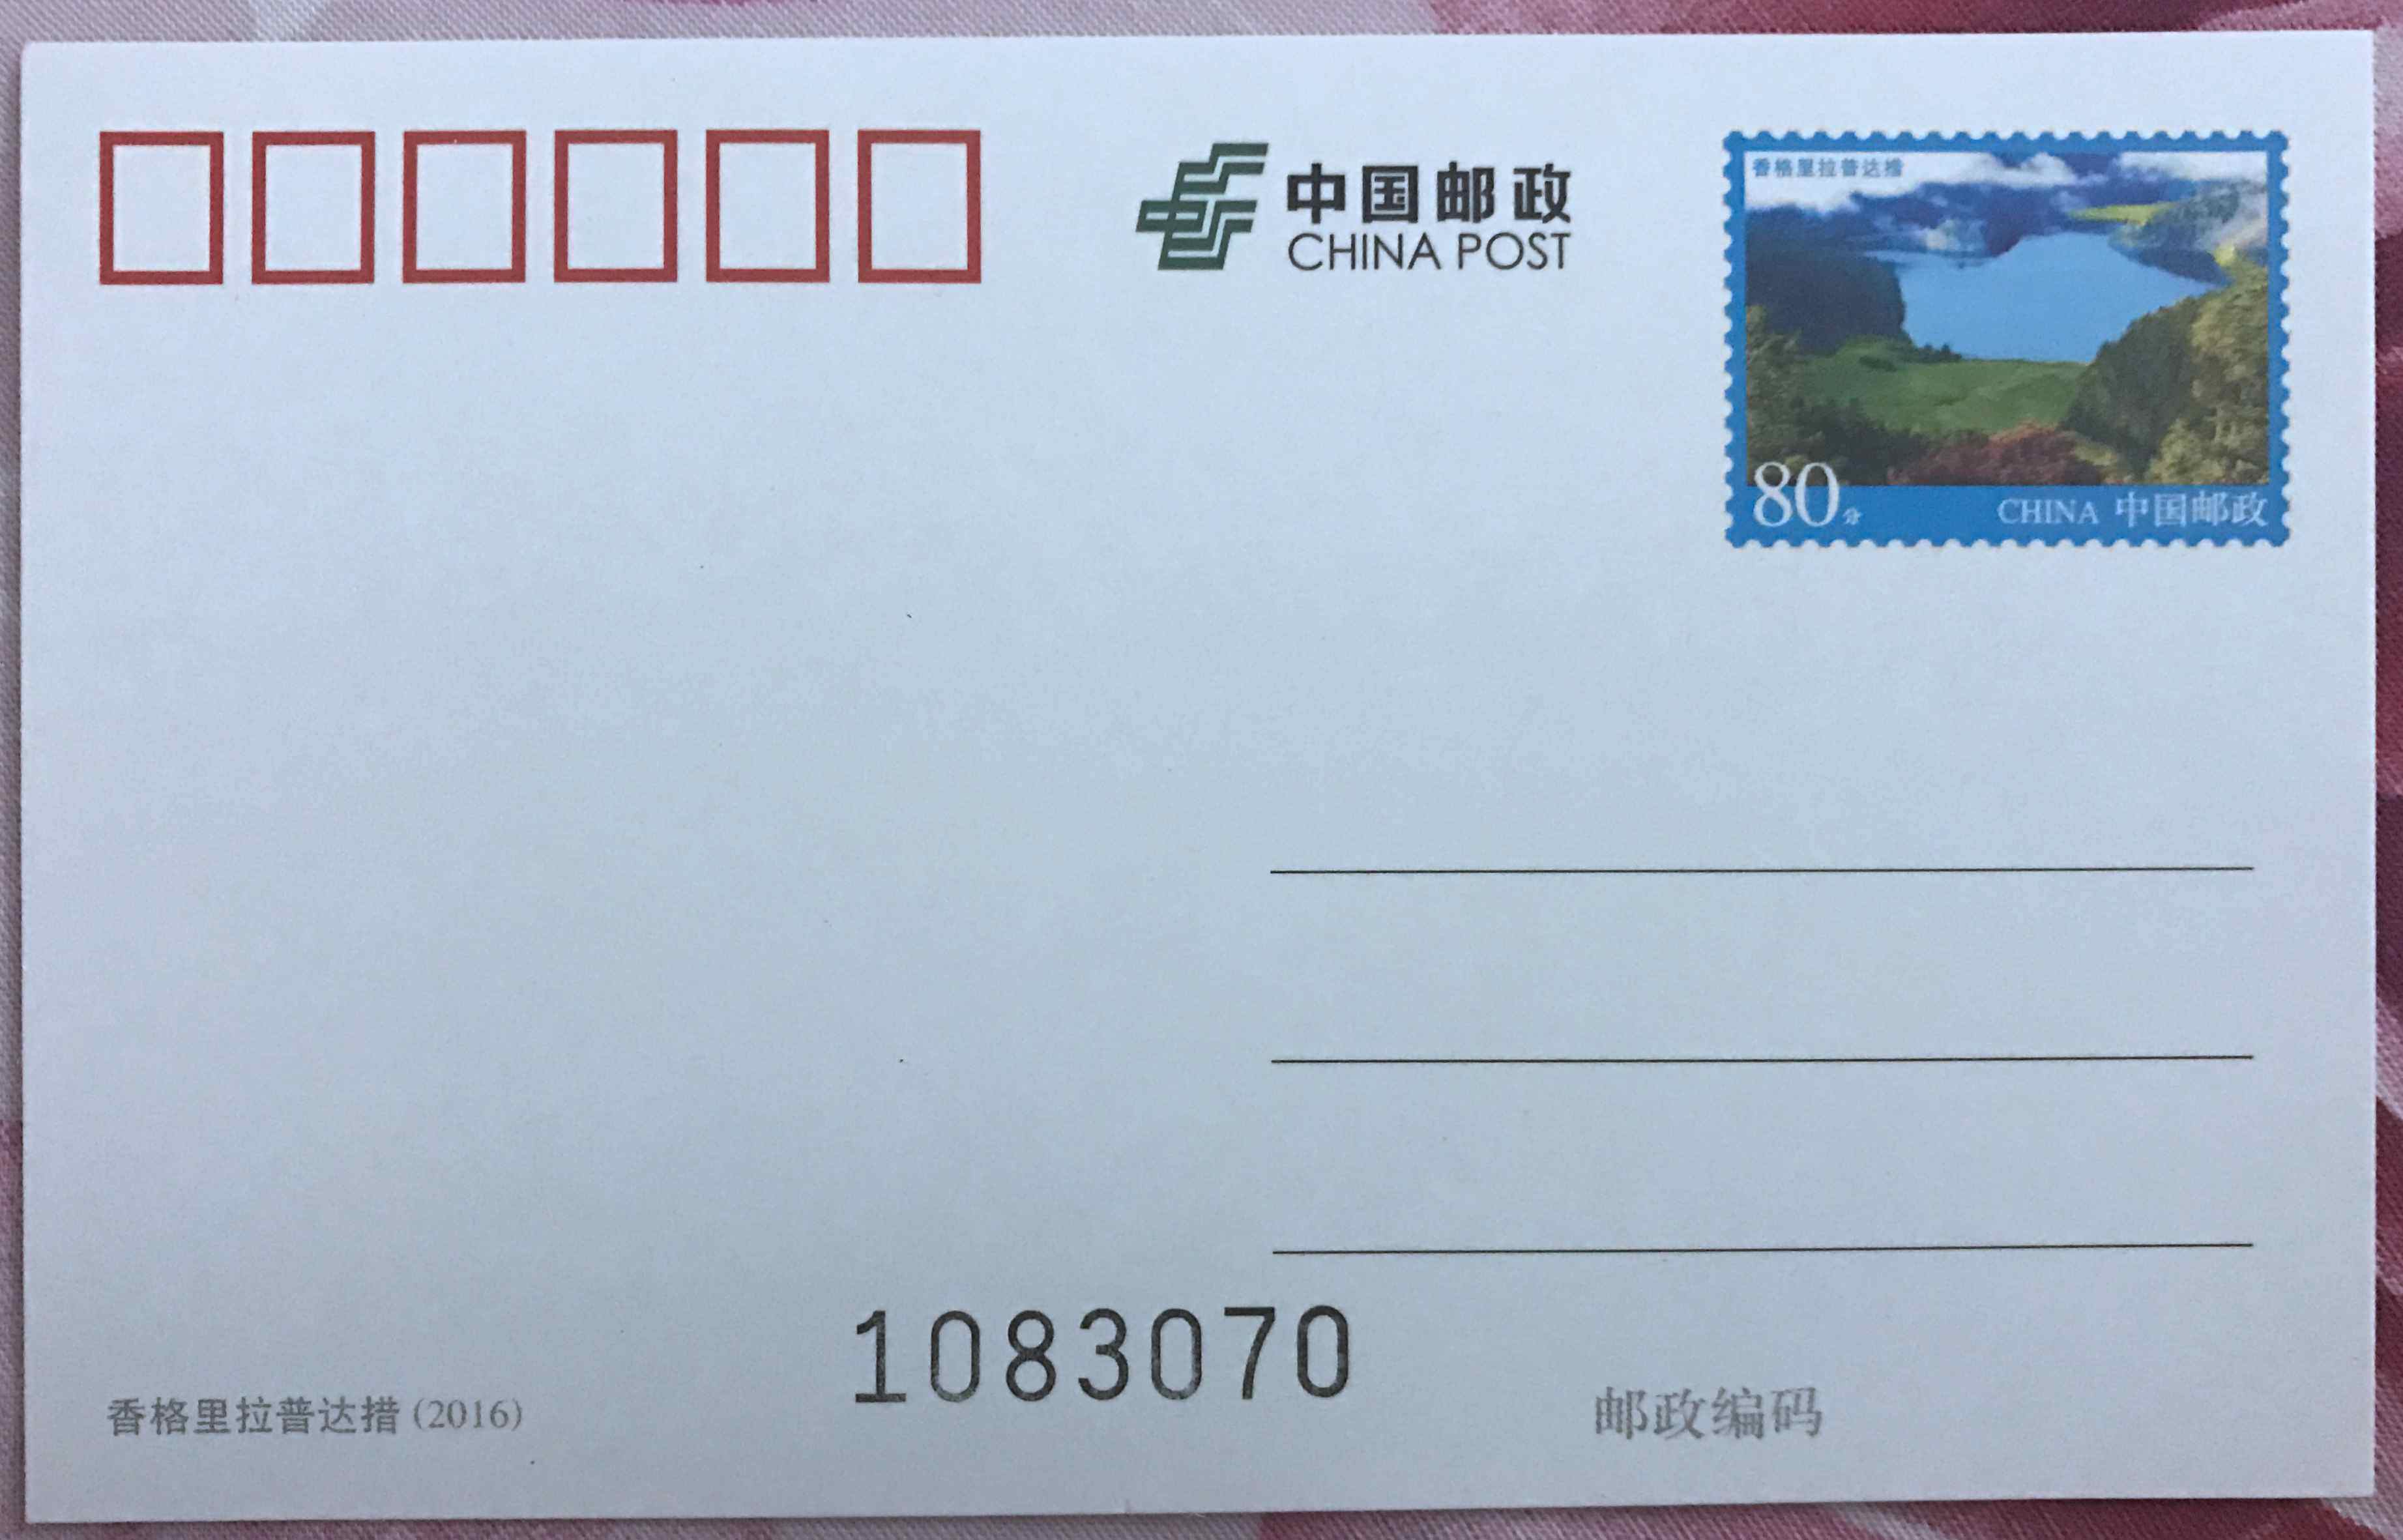 中国邮政
CHINA POST
香格里拉普达措
80分
CHINA 中国邮政
1083070
香格里拉普达措 (2016)
邮政编码